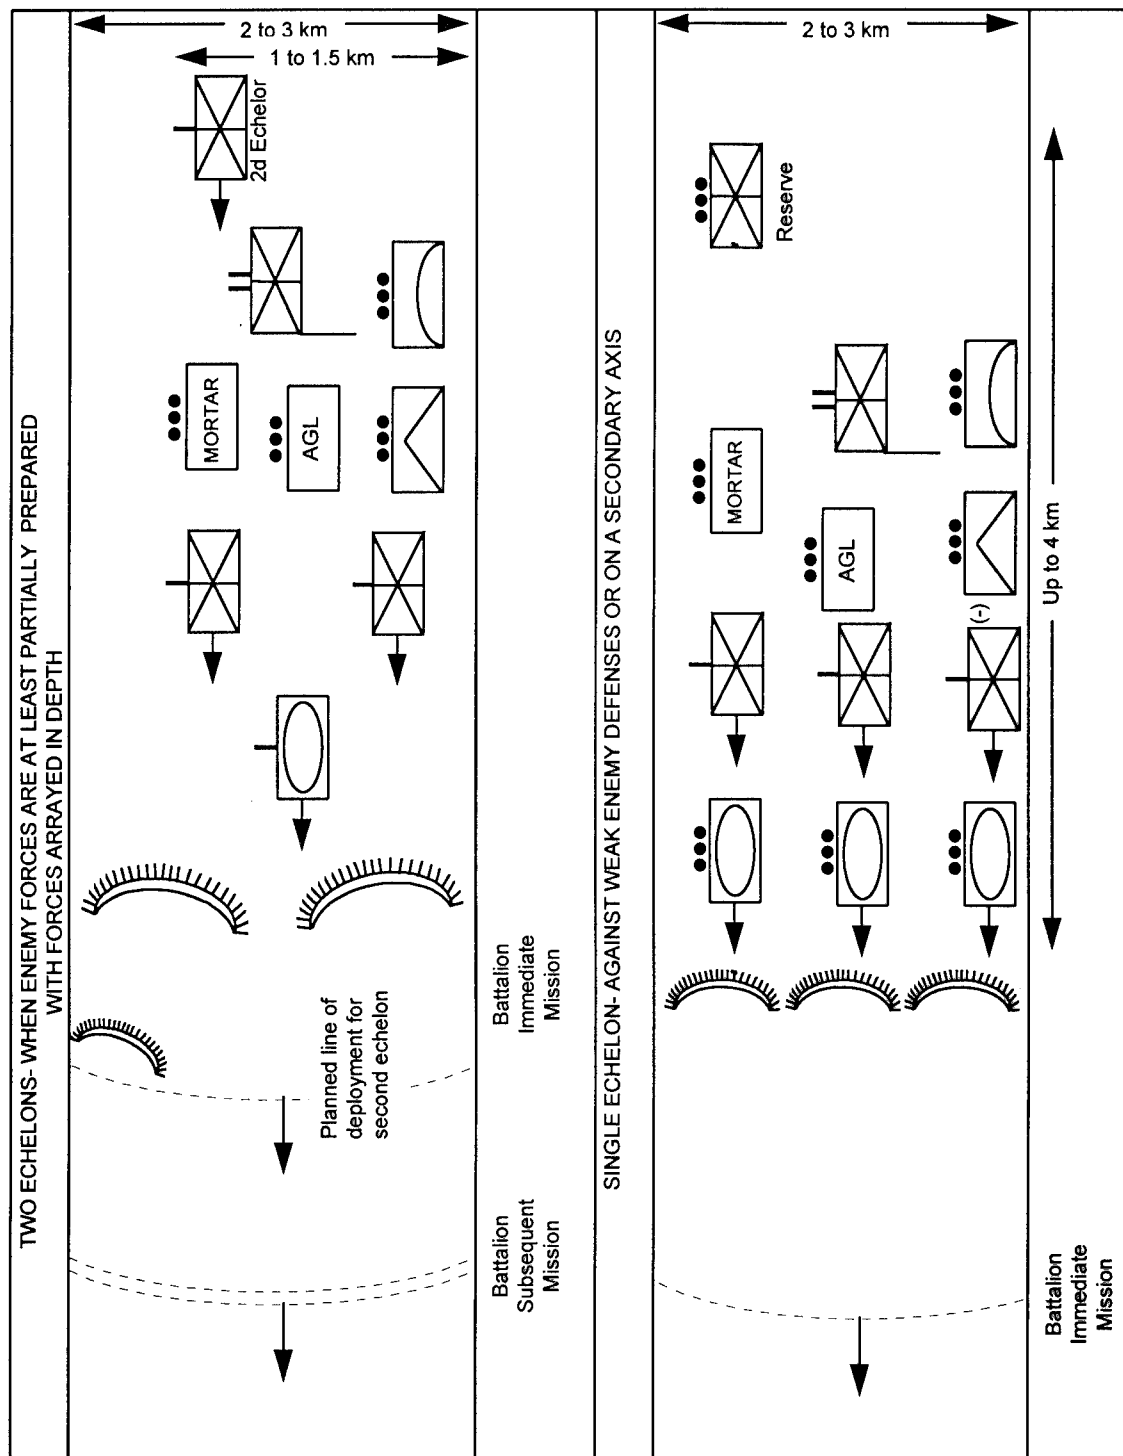 TWO ECHELONS- WHEN ENEMY FORCES ARE AT LEAST PARTIALLY PREPARED
WITH FORCES ARRAYED IN DEPTH
2 to 3 km
1 to 1.5 km
2d Echelor
MORTAR
AGL
Planned line of
deployment for
second echelon
Battalion
Immediate
Mission
Battalion
Subsequent
Mission
SINGLE ECHELON- AGAINST WEAK ENEMY DEFENSES OR ON A SECONDARY AXIS
2 to 3 km
Reserve
MORTAR
AGL
(-)
Up to 4 km
Battalion
Immediate
Mission